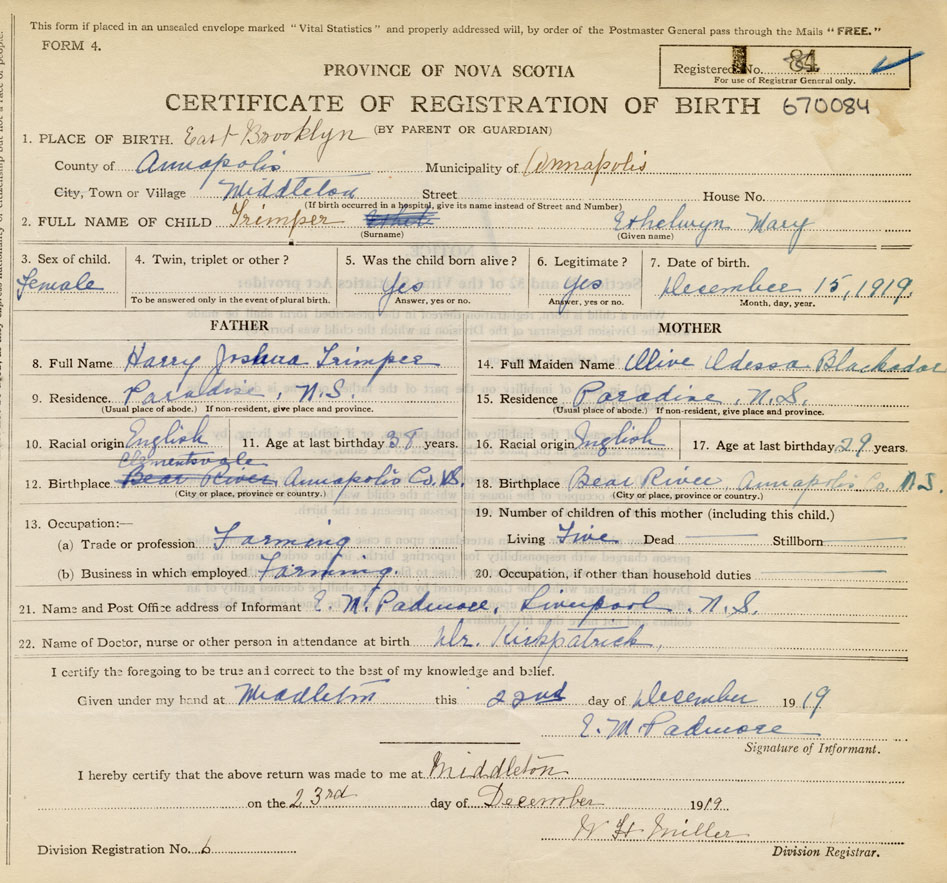 This form if placed in an unsealed envelope marked "Vital Statistics" and properly addressed will, by order of the Postmaster General pass through the Mails "FREE."
FORM 4.
Registered No. 84
For use of Registrar General only.
PROVINCE OF NOVA SCOTIA
CERTIFICATE OF REGISTRATION OF BIRTH 670084
(BY PARENT OR GUARDIAN)
1. PLACE OF BIRTH. East Brooklyn
County of Annapolis Municipality of Annapolis
City, Town or Village Middleton Street House No.
(If birth occurred in a hospital, give its name instead of Street and Number)
2. FULL NAME OF CHILD Trimper Ethel Ethelwyn Mary
(Surname) (Given name)
3. Sex of child. 4. Twin, triplet or other? 5. Was the child born alive? 6. Legitimate? 7. Date of birth.
Female Yes Yes December 15, 1919.
To be answered only in the event of plural birth. Answer, yes or no. Answer, yes or no. Month, day, year.
FATHER MOTHER
8. Full Name Harry Joshua Trimper 14. Full Maiden Name Olive Odessa Blackadar
9. Residence. Paradise, N.S. 15. Residence Paradise, N.S.
(Usual place of abode.) If non-resident, give place and province. (Usual place of abode.) If non-resident, give place and province.
10. Racial origin English 11. Age at last birthday 38 years. 16. Racial origin English 17. Age at last birthday 29 years.
Clementsvale
12. Birthplace Bear River Annapolis Co. N.S. 18. Birthplace Bear River, Annapolis Co. N.S.
(City or place, province or country.) (City or place, province or country.)
19. Number of children of this mother (including this child.)
13. Occupation:—
(a) Trade or profession Farming Living Five Dead Stillborn
(b) Business in which employed Farming. 20. Occupation, if other than household duties
21. Name and Post Office address of Informant E. M. Padmore, Liverpool. N.S.
22. Name of Doctor, nurse or other person in attendance at birth Dr. Kirkpatrick,
I certify the foregoing to be true and correct to the best of my knowledge and belief.
Given under my hand at Middleton this 22nd day of December 1919
E. M. Padmore
Signature of Informant.
I hereby certify that the above return was made to me at Middleton
on the 23rd day of December 1919
W H Miller
Division Registration No. 6 Division Registrar.